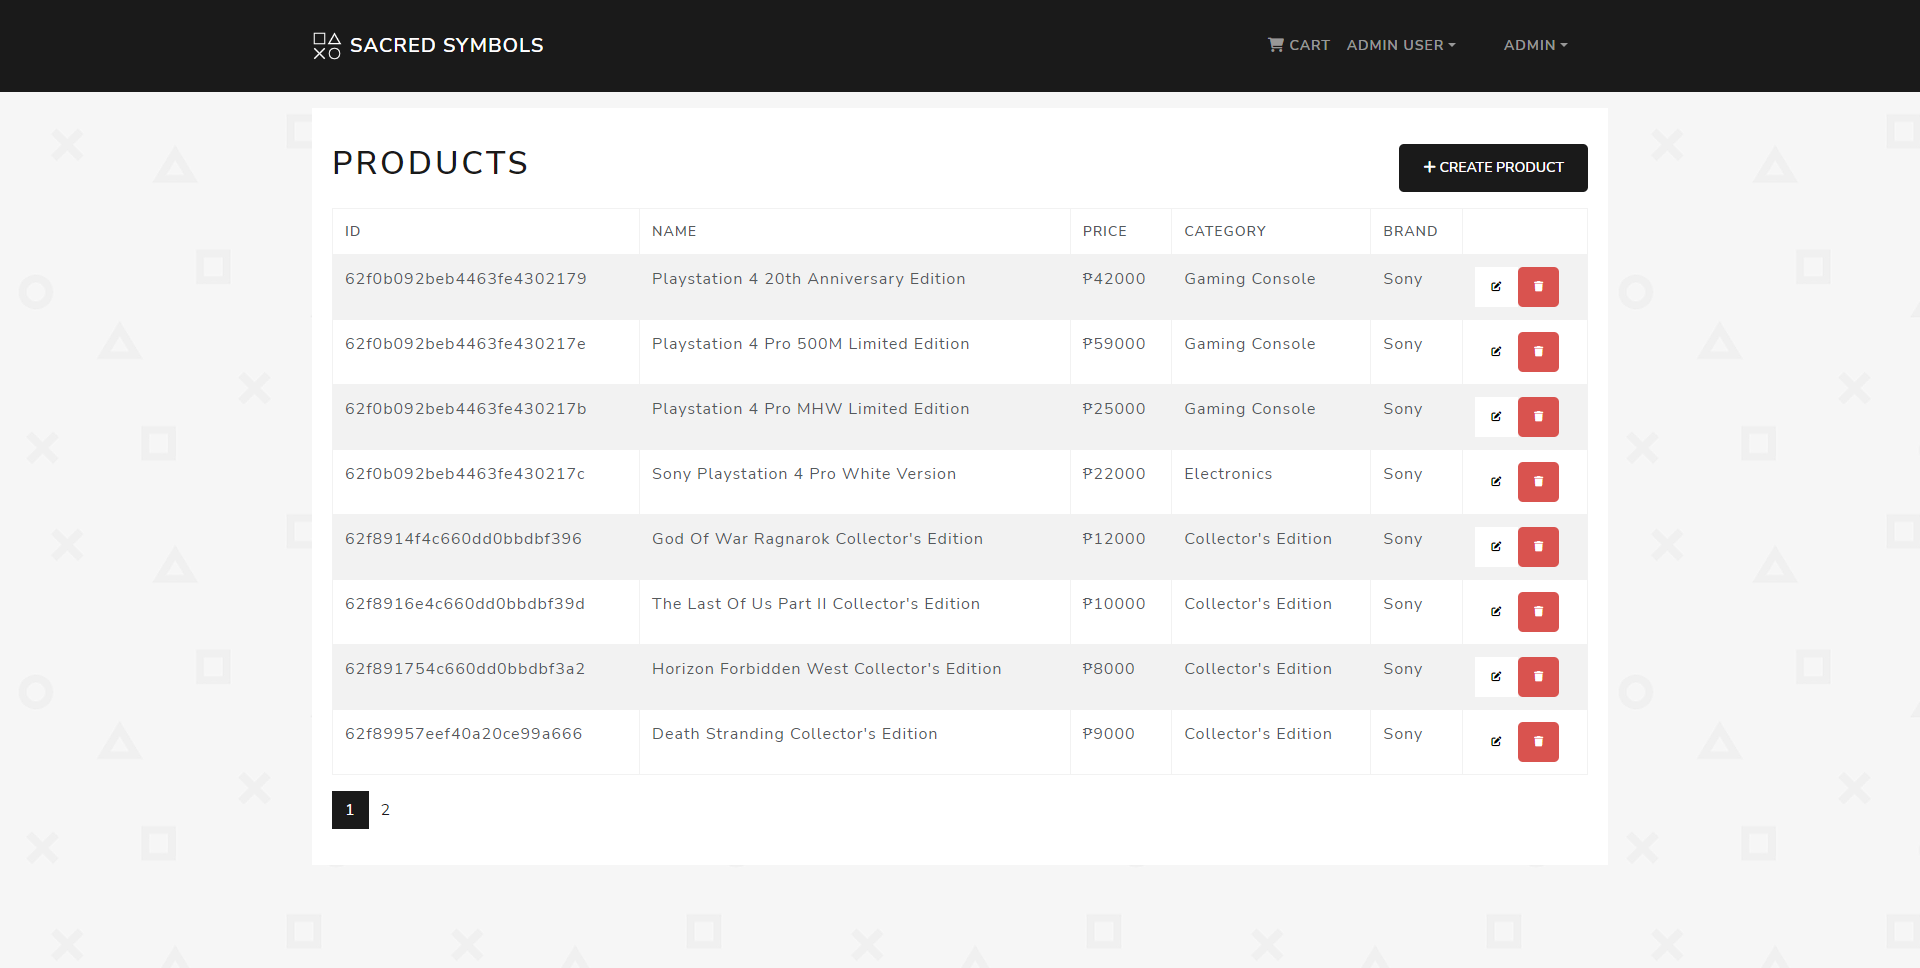 SACRED SYMBOLS CART ADMIN USER ADMIN
PRODUCTS
CREATE PRODUCT
ID NAME PRICE CATEGORY BRAND
62f0b092beb4463fe4302179 Playstation 4 20th Anniversary Edition ₱42000 Gaming Console Sony
62f0b092beb4463fe430217e Playstation 4 Pro 500M Limited Edition ₱59000 Gaming Console Sony
62f0b092beb4463fe430217b Playstation 4 Pro MHW Limited Edition ₱25000 Gaming Console Sony
62f0b092beb4463fe430217c Sony Playstation 4 Pro White Version ₱22000 Electronics Sony
62f8914f4c660dd0bbdbf396 God Of War Ragnarok Collector's Edition ₱12000 Collector's Edition Sony
62f8916e4c660dd0bbdbf39d The Last Of Us Part II Collector's Edition ₱10000 Collector's Edition Sony
62f891754c660dd0bbdbf3a2 Horizon Forbidden West Collector's Edition ₱8000 Collector's Edition Sony
62f89957eef40a20ce99a666 Death Stranding Collector's Edition ₱9000 Collector's Edition Sony
1 2